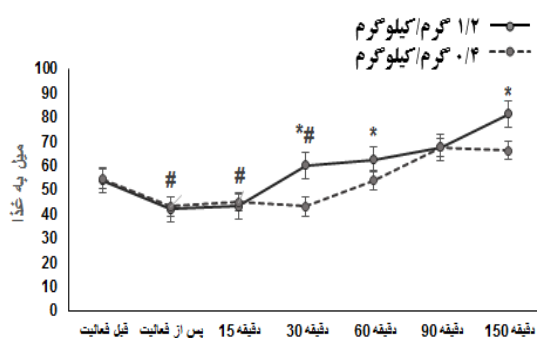 ۱/۲ گرم/کیلوگرم
۰/۴ گرم/کیلوگرم
میل به غذا
100
90
80
70
60
50
40
30
20
10
0
# # *# * *
قبل فعالیت پس از فعالیت 15 دقیقه 30 دقیقه 60 دقیقه 90 دقیقه 150 دقیقه